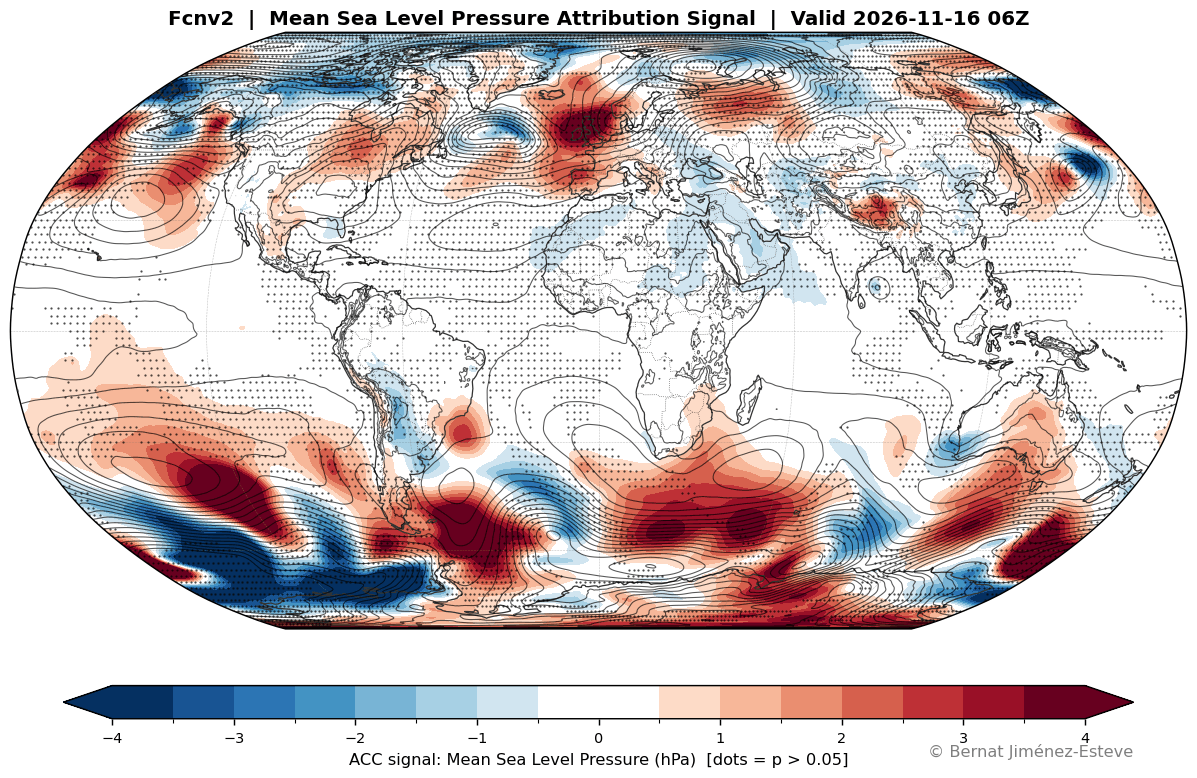 Fcnv2 | Mean Sea Level Pressure Attribution Signal | Valid 2026-11-16 06Z
−4 −3 −2 −1 0 1 2 3 4
© Bernat Jiménez-Esteve
ACC signal: Mean Sea Level Pressure (hPa) [dots = p > 0.05]